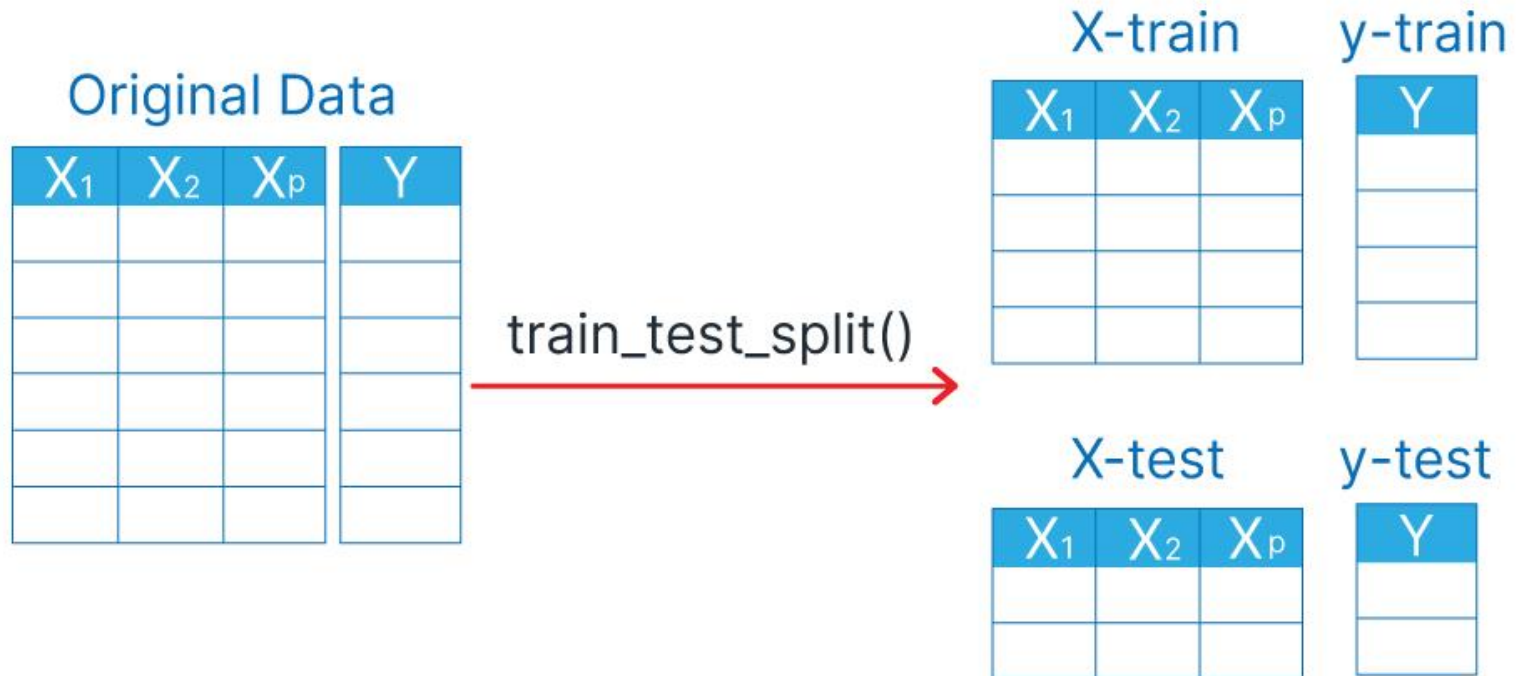 Original Data
X₁ X₂ Xₚ Y
train_test_split()
X-train y-train
X₁ X₂ Xₚ Y
X-test y-test
X₁ X₂ Xₚ Y